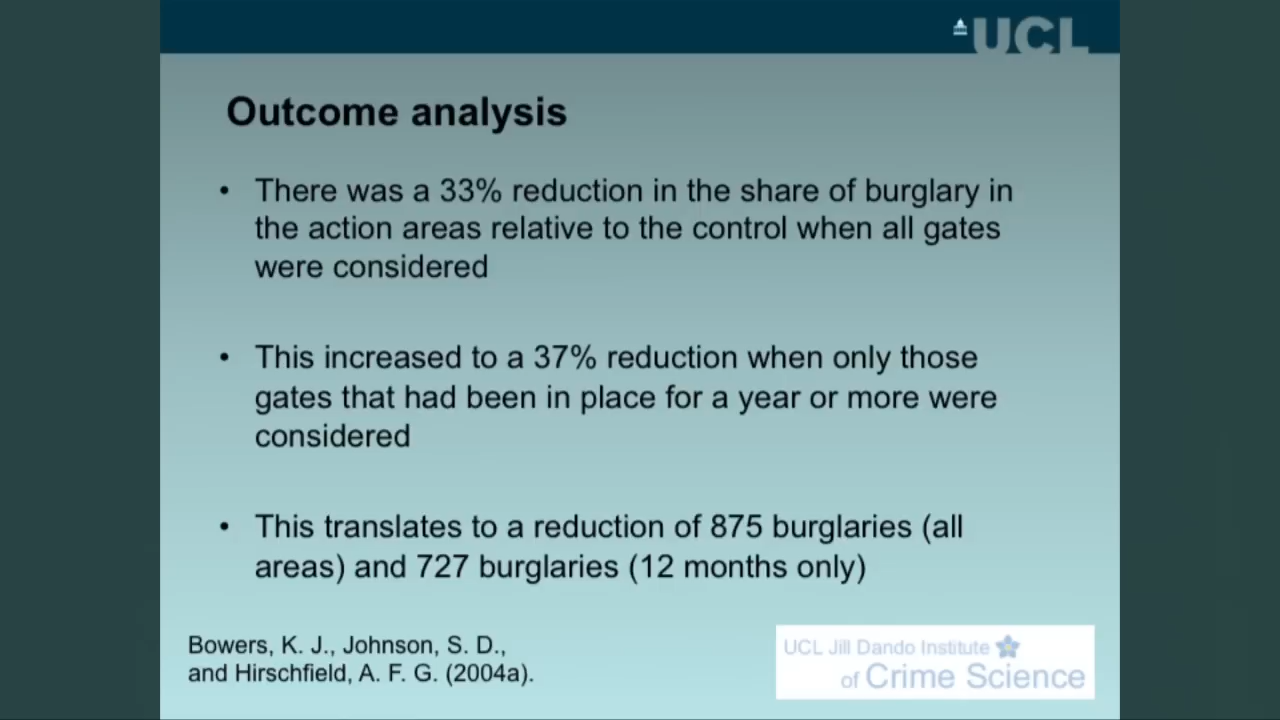 UCL
Outcome analysis
• There was a 33% reduction in the share of burglary in
the action areas relative to the control when all gates
were considered
• This increased to a 37% reduction when only those
gates that had been in place for a year or more were
considered
• This translates to a reduction of 875 burglaries (all
areas) and 727 burglaries (12 months only)
Bowers, K. J., Johnson, S. D.,
and Hirschfield, A. F. G. (2004a).
UCL Jill Dando Institute
of Crime Science